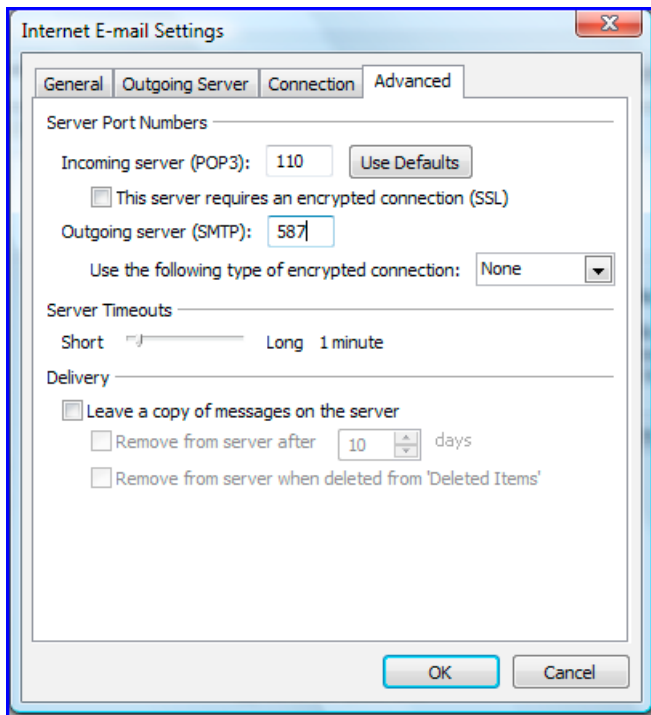 Internet E-mail Settings
General Outgoing Server Connection Advanced
Server Port Numbers
Incoming server (POP3): 110 Use Defaults
This server requires an encrypted connection (SSL)
Outgoing server (SMTP): 587
Use the following type of encrypted connection: None
Server Timeouts
Short Long 1 minute
Delivery
Leave a copy of messages on the server
Remove from server after 10 days
Remove from server when deleted from 'Deleted Items'
OK Cancel